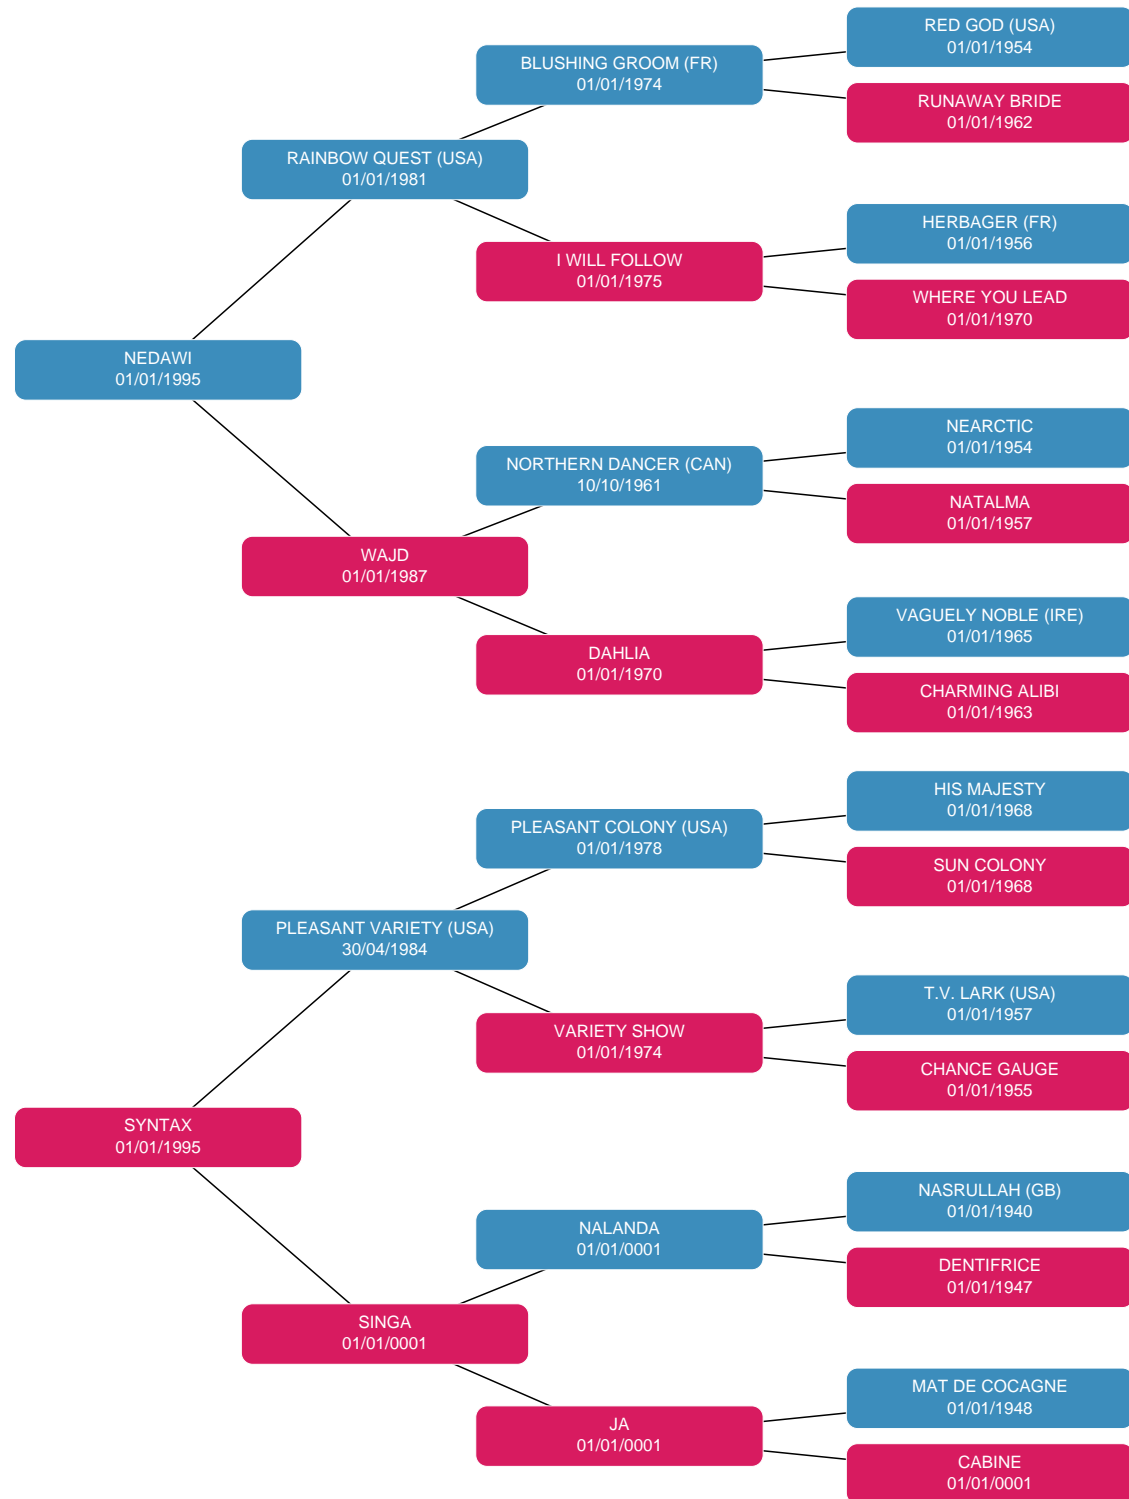 RED GOD (USA)
01/01/1954
BLUSHING GROOM (FR)
01/01/1974
RUNAWAY BRIDE
01/01/1962
RAINBOW QUEST (USA)
01/01/1981
HERBAGER (FR)
01/01/1956
I WILL FOLLOW
01/01/1975
WHERE YOU LEAD
01/01/1970
NEDAWI
01/01/1995
NEARCTIC
01/01/1954
NORTHERN DANCER (CAN)
10/10/1961
NATALMA
01/01/1957
WAJD
01/01/1987
VAGUELY NOBLE (IRE)
01/01/1965
DAHLIA
01/01/1970
CHARMING ALIBI
01/01/1963
HIS MAJESTY
01/01/1968
PLEASANT COLONY (USA)
01/01/1978
SUN COLONY
01/01/1968
PLEASANT VARIETY (USA)
30/04/1984
T.V. LARK (USA)
01/01/1957
VARIETY SHOW
01/01/1974
CHANCE GAUGE
01/01/1955
SYNTAX
01/01/1995
NASRULLAH (GB)
01/01/1940
NALANDA
01/01/0001
DENTIFRICE
01/01/1947
SINGA
01/01/0001
MAT DE COCAGNE
01/01/1948
JA
01/01/0001
CABINE
01/01/0001